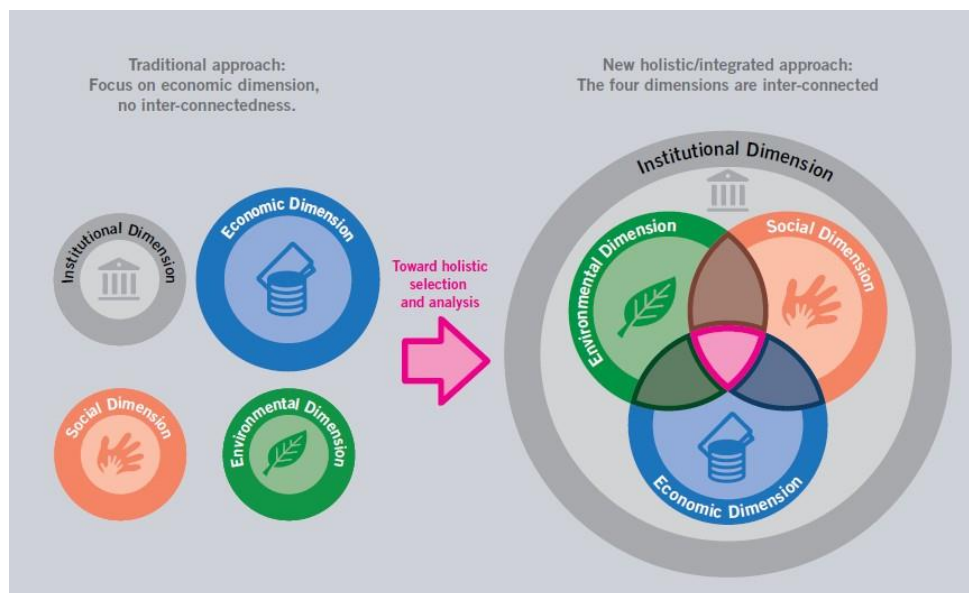 Traditional approach:
Focus on economic dimension,
no inter-connectedness.
New holistic/integrated approach:
The four dimensions are inter-connected
Institutional Dimension
Economic Dimension
Social Dimension
Environmental Dimension
Toward holistic
selection
and analysis
Institutional Dimension
Environmental Dimension
Social Dimension
Economic Dimension